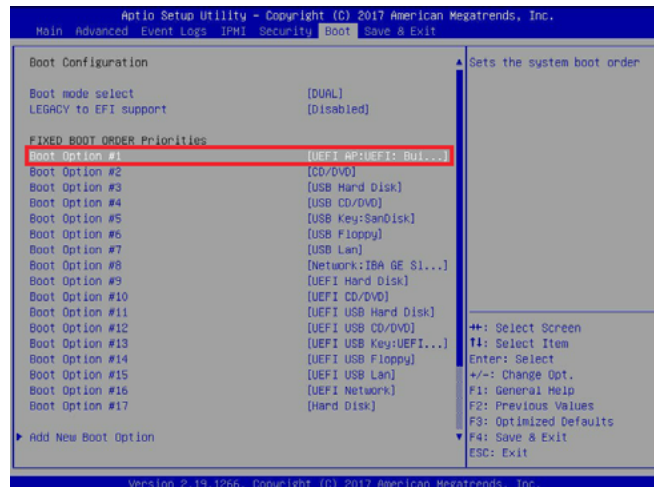 Aptio Setup Utility - Copyright (C) 2017 American Megatrends, Inc.
Main Advanced Event Logs IPMI Security Boot Save & Exit
Boot Configuration
Sets the system boot order
Boot mode select [DUAL]
LEGACY to EFI support [Disabled]
FIXED BOOT ORDER Priorities
Boot Option #1 [UEFI AP:UEFI: Bui...]
Boot Option #2 [CD/DVD]
Boot Option #3 [USB Hard Disk]
Boot Option #4 [USB CD/DVD]
Boot Option #5 [USB Key:SanDisk]
Boot Option #6 [USB Floppy]
Boot Option #7 [USB Lan]
Boot Option #8 [Network:IBA GE Sl...]
Boot Option #9 [UEFI Hard Disk]
Boot Option #10 [UEFI CD/DVD]
Boot Option #11 [UEFI USB Hard Disk]
Boot Option #12 [UEFI USB CD/DVD]
Boot Option #13 [UEFI USB Key:UEFI...]
Boot Option #14 [UEFI USB Floppy]
Boot Option #15 [UEFI USB Lan]
Boot Option #16 [UEFI Network]
Boot Option #17 [Hard Disk]
Add New Boot Option
→←: Select Screen
↑↓: Select Item
Enter: Select
+/-: Change Opt.
F1: General Help
F2: Previous Values
F3: Optimized Defaults
F4: Save & Exit
ESC: Exit
Version 2.19.1266. Copyright (C) 2017 American Megatrends, Inc.